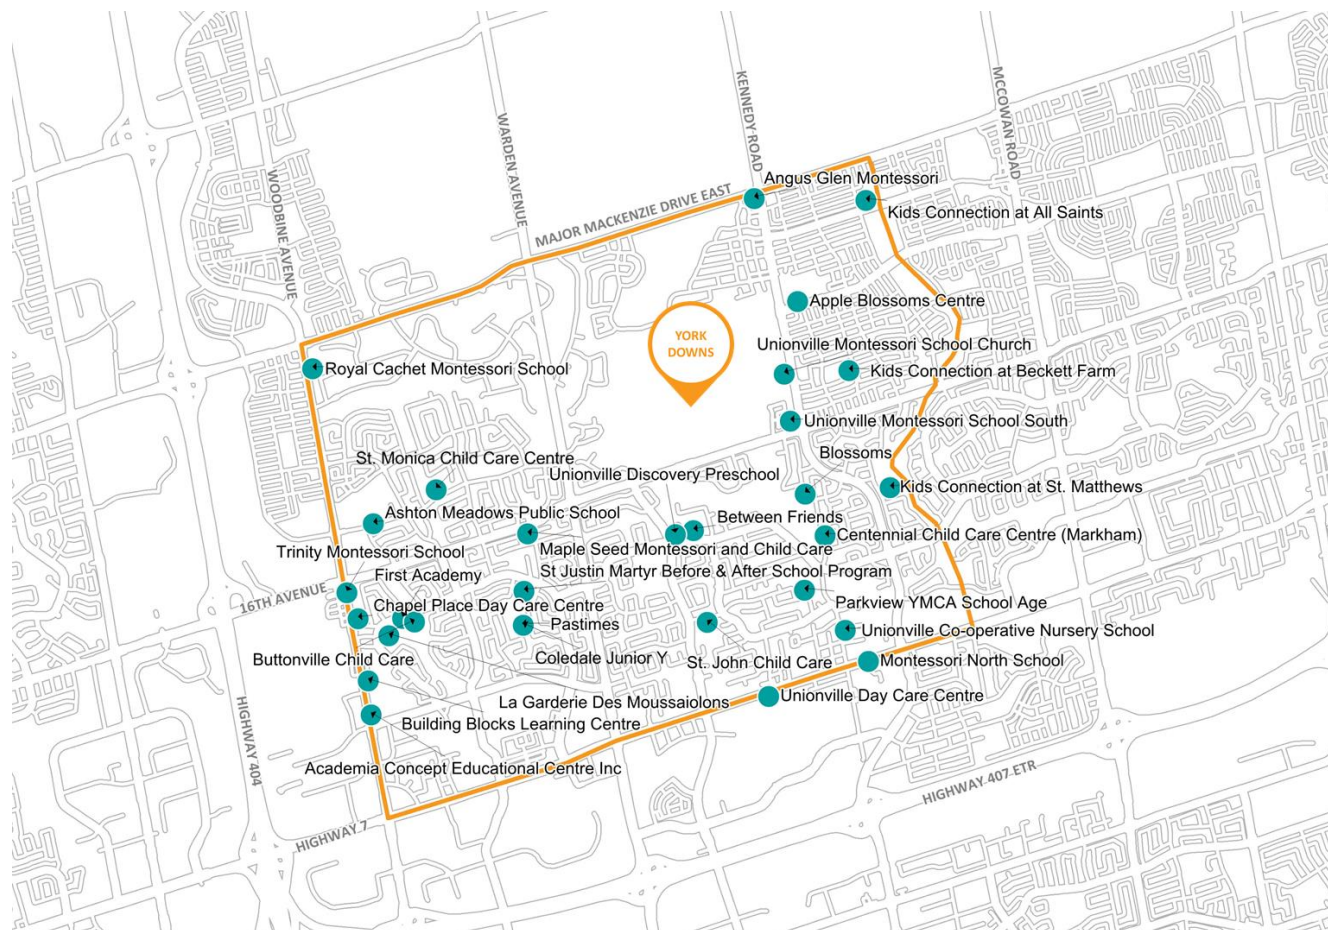 KENNEDY ROAD
MCCOWAN ROAD
WARDEN AVENUE
WOODBINE AVENUE
Angus Glen Montessori
MAJOR MACKENZIE DRIVE EAST
Kids Connection at All Saints
Apple Blossoms Centre
YORK
DOWNS
Unionville Montessori School Church
Royal Cachet Montessori School
Kids Connection at Beckett Farm
Unionville Montessori School South
Blossoms
St. Monica Child Care Centre
Unionville Discovery Preschool
Kids Connection at St. Matthews
Ashton Meadows Public School
Between Friends
Centennial Child Care Centre (Markham)
Trinity Montessori School
Maple Seed Montessori and Child Care
First Academy
St Justin Martyr Before & After School Program
16TH AVENUE
Chapel Place Day Care Centre
Parkview YMCA School Age
Pastimes
Unionville Co-operative Nursery School
Buttonville Child Care
Coledale Junior Y
St. John Child Care
Montessori North School
Unionville Day Care Centre
La Garderie Des Moussaiolons
Building Blocks Learning Centre
HIGHWAY 404
Academia Concept Educational Centre Inc
HIGHWAY 407 ETR
HIGHWAY 7